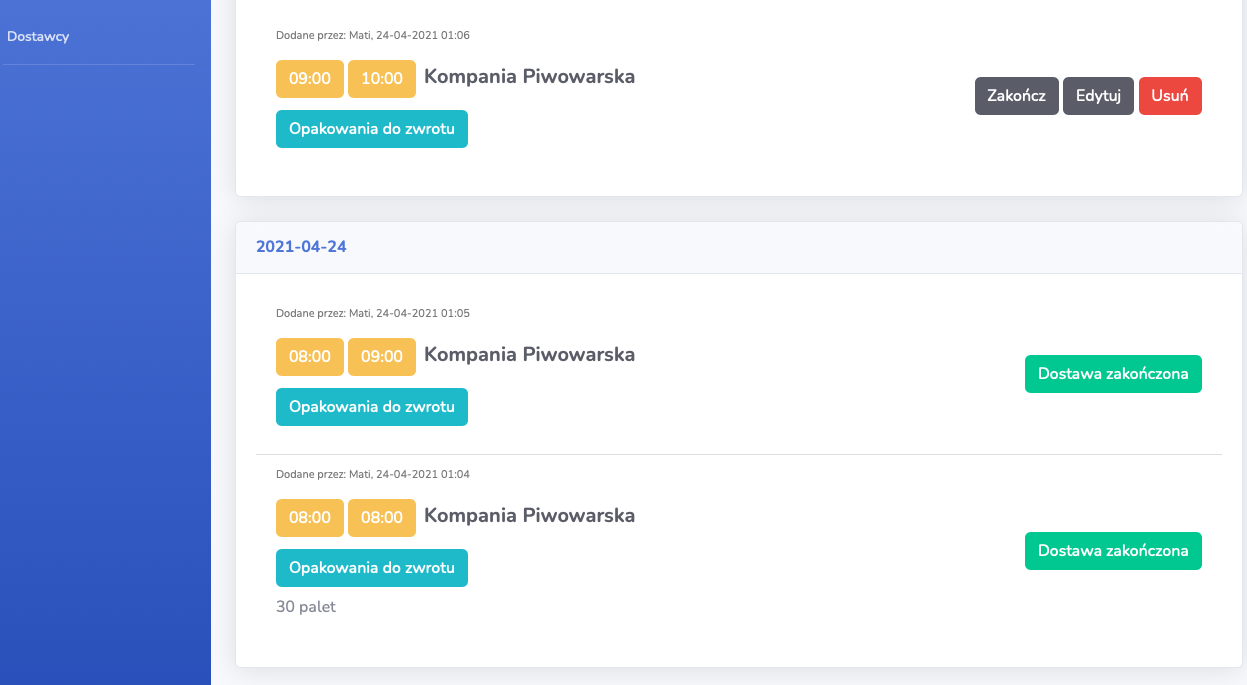 Dostawcy
Dodane przez: Mati, 24-04-2021 01:06
09:00 10:00 Kompania Piwowarska
Zakończ Edytuj Usuń
Opakowania do zwrotu
2021-04-24
Dodane przez: Mati, 24-04-2021 01:05
08:00 09:00 Kompania Piwowarska
Dostawa zakończona
Opakowania do zwrotu
Dodane przez: Mati, 24-04-2021 01:04
08:00 08:00 Kompania Piwowarska
Dostawa zakończona
Opakowania do zwrotu
30 palet